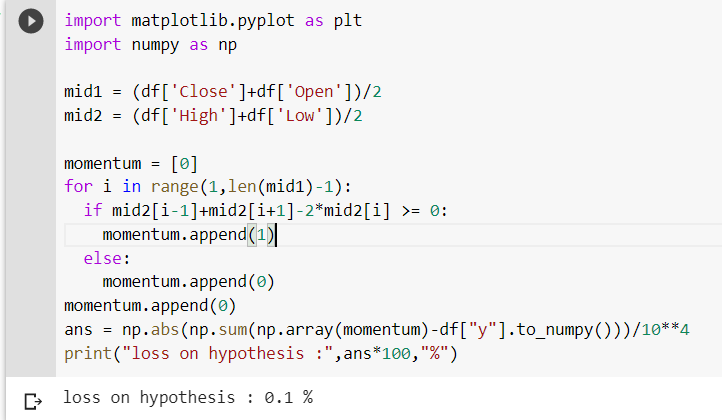 import matplotlib.pyplot as plt
import numpy as np
mid1 = (df['Close']+df['Open'])/2
mid2 = (df['High']+df['Low'])/2
momentum = [0]
for i in range(1,len(mid1)-1):
  if mid2[i-1]+mid2[i+1]-2*mid2[i] >= 0:
    momentum.append(1)
  else:
    momentum.append(0)
momentum.append(0)
ans = np.abs(np.sum(np.array(momentum)-df["y"].to_numpy()))/10**4
print("loss on hypothesis :",ans*100,"%")
loss on hypothesis : 0.1 %